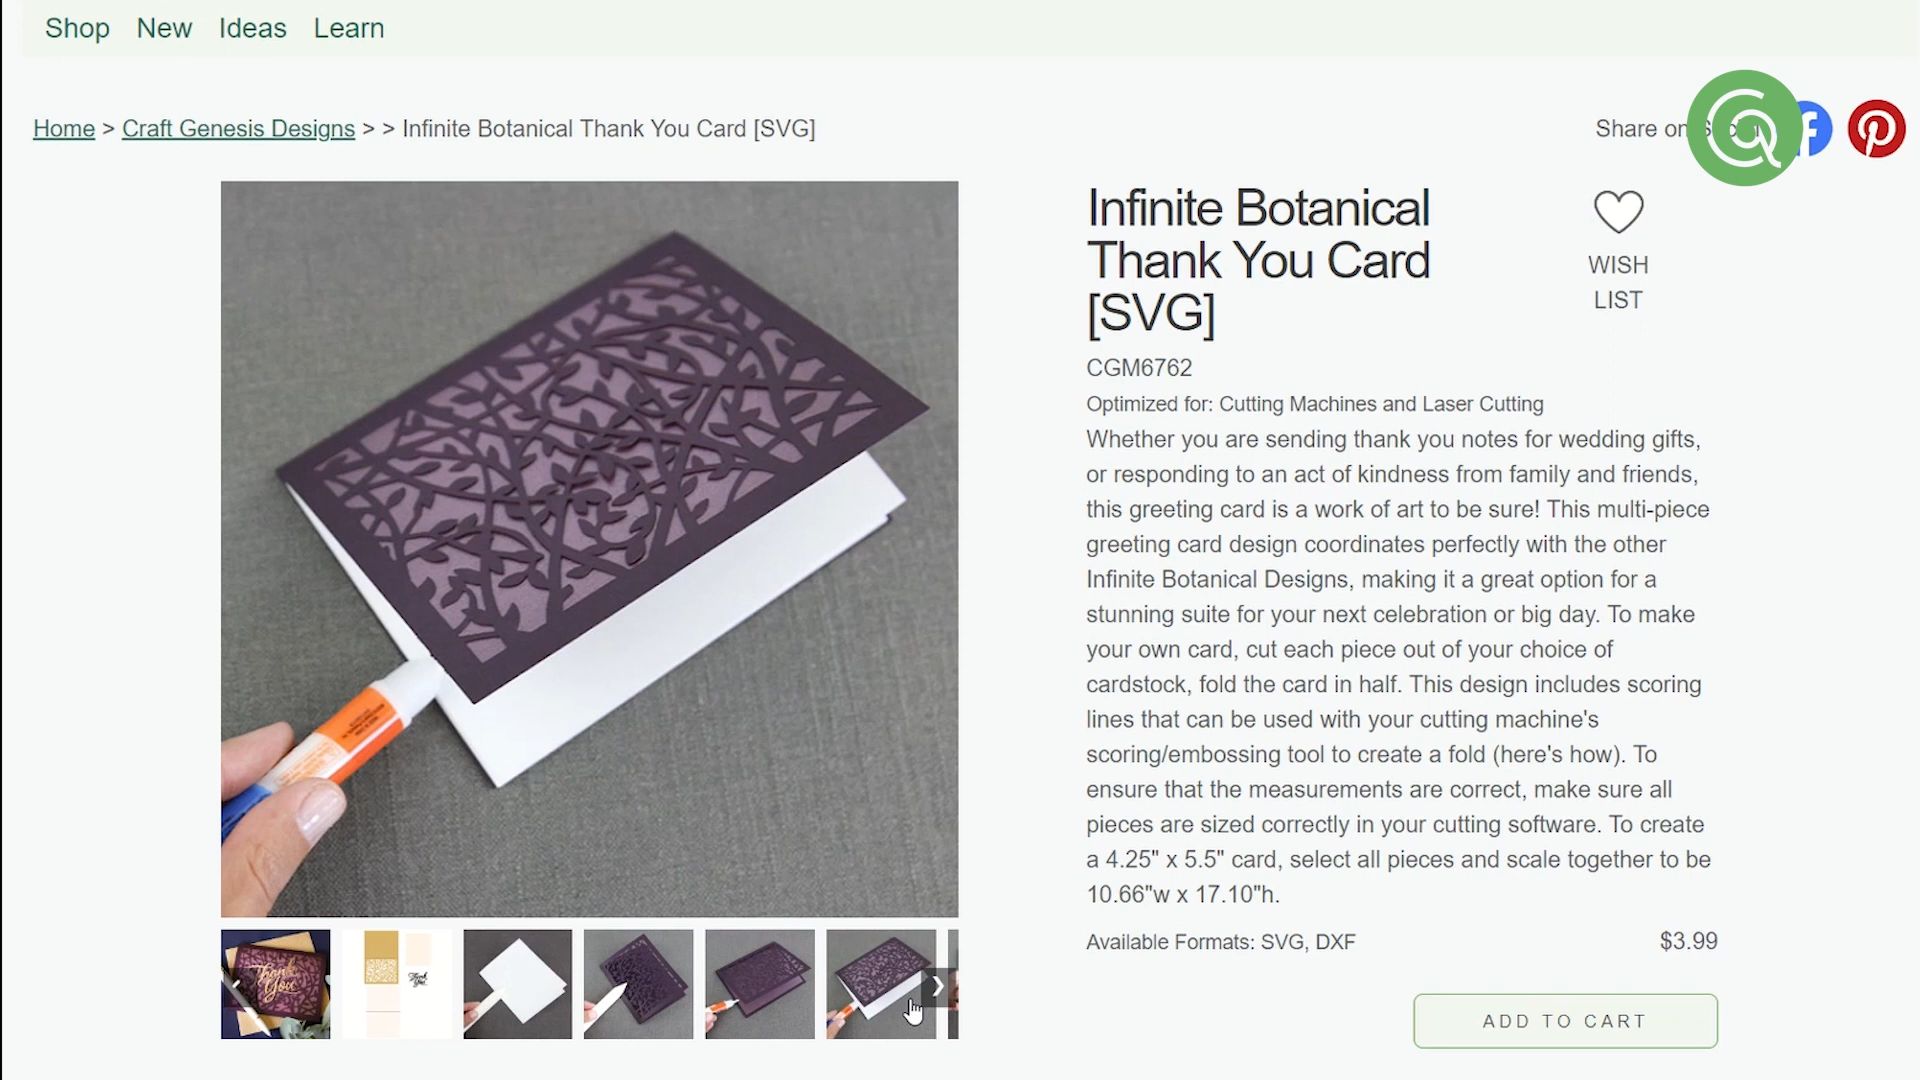 Shop New Ideas Learn
Home > Craft Genesis Designs > > Infinite Botanical Thank You Card [SVG]
Share on
Infinite Botanical
Thank You Card
[SVG]
WISH
LIST
CGM6762
Optimized for: Cutting Machines and Laser Cutting
Whether you are sending thank you notes for wedding gifts,
or responding to an act of kindness from family and friends,
this greeting card is a work of art to be sure! This multi-piece
greeting card design coordinates perfectly with the other
Infinite Botanical Designs, making it a great option for a
stunning suite for your next celebration or big day. To make
your own card, cut each piece out of your choice of
cardstock, fold the card in half. This design includes scoring
lines that can be used with your cutting machine's
scoring/embossing tool to create a fold (here's how). To
ensure that the measurements are correct, make sure all
pieces are sized correctly in your cutting software. To create
a 4.25" x 5.5" card, select all pieces and scale together to be
10.66"w x 17.10"h.
Available Formats: SVG, DXF
$3.99
ADD TO CART
Thank
You
Thank
You